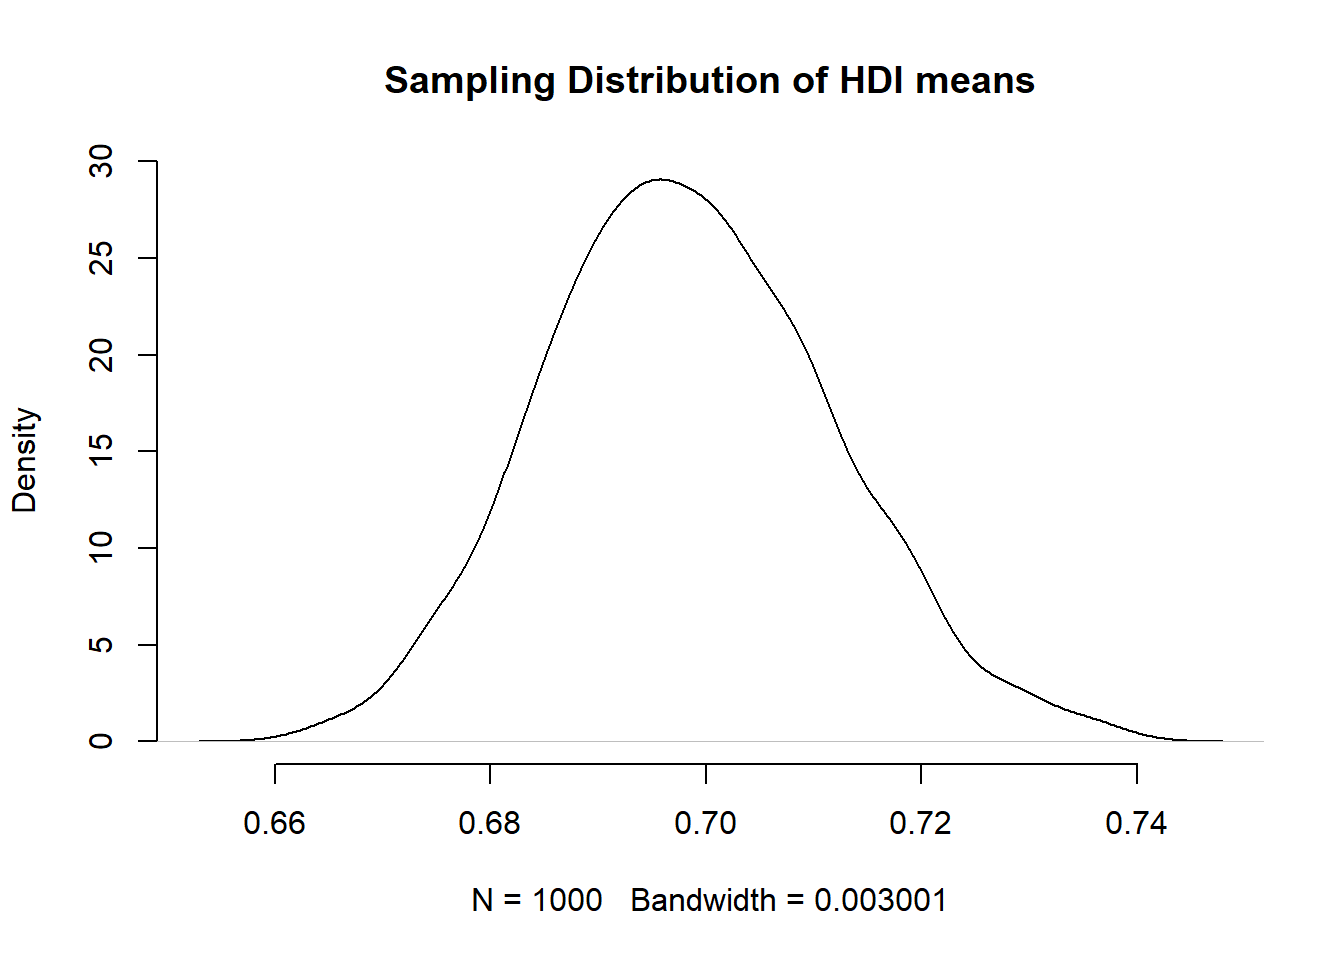 Sampling Distribution of HDI means
Density
30
25
20
15
10
5
0
0.66 0.68 0.70 0.72 0.74
N = 1000 Bandwidth = 0.003001